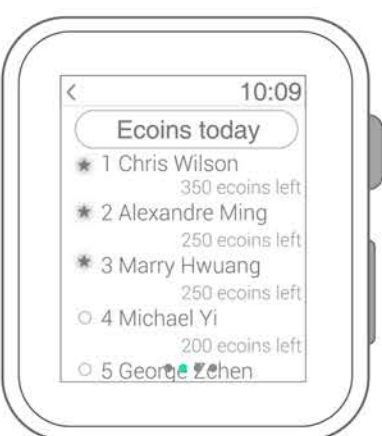 10:09
Ecoins today
1 Chris Wilson
350 ecoins left
2 Alexandre Ming
250 ecoins left
3 Marry Hwuang
250 ecoins left
4 Michael Yi
200 ecoins left
5 George Zehen